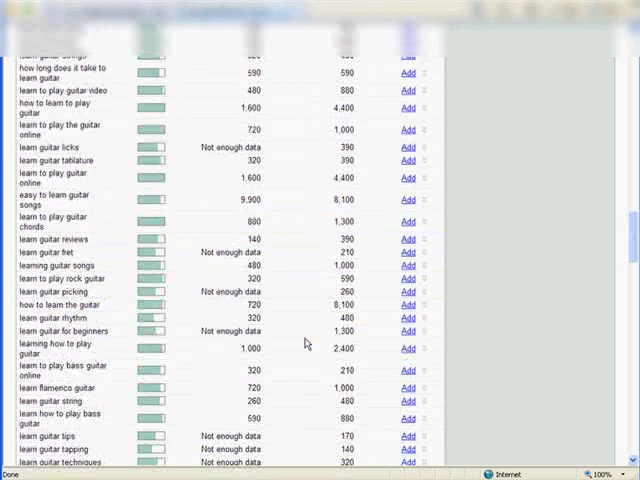 learn guitar songs
how long does it take to learn guitar 590 590 Add
learn to play guitar video 480 880 Add
how to learn to play guitar 1,600 4,400 Add
learn to play the guitar online 720 1,000 Add
learn guitar licks Not enough data 390 Add
learn guitar tablature 320 390 Add
learn to play guitar online 1,600 4,400 Add
easy to learn guitar songs 9,900 8,100 Add
learn to play guitar chords 880 1,300 Add
learn guitar reviews 140 390 Add
learn guitar fret Not enough data 210 Add
learning guitar songs 480 1,000 Add
learn to play rock guitar 320 590 Add
learn guitar picking Not enough data 260 Add
how to learn the guitar 720 8,100 Add
learn guitar rhythm 320 480 Add
learn guitar for beginners Not enough data 1,300 Add
learning how to play guitar 1,000 2,400 Add
learn to play bass guitar online 320 210 Add
learn flamenco guitar 720 1,000 Add
learn guitar string 260 480 Add
learn how to play bass guitar 590 880 Add
learn guitar tips Not enough data 170 Add
learn guitar tapping Not enough data 140 Add
learn guitar techniques Not enough data 320 Add
Done Internet 100%